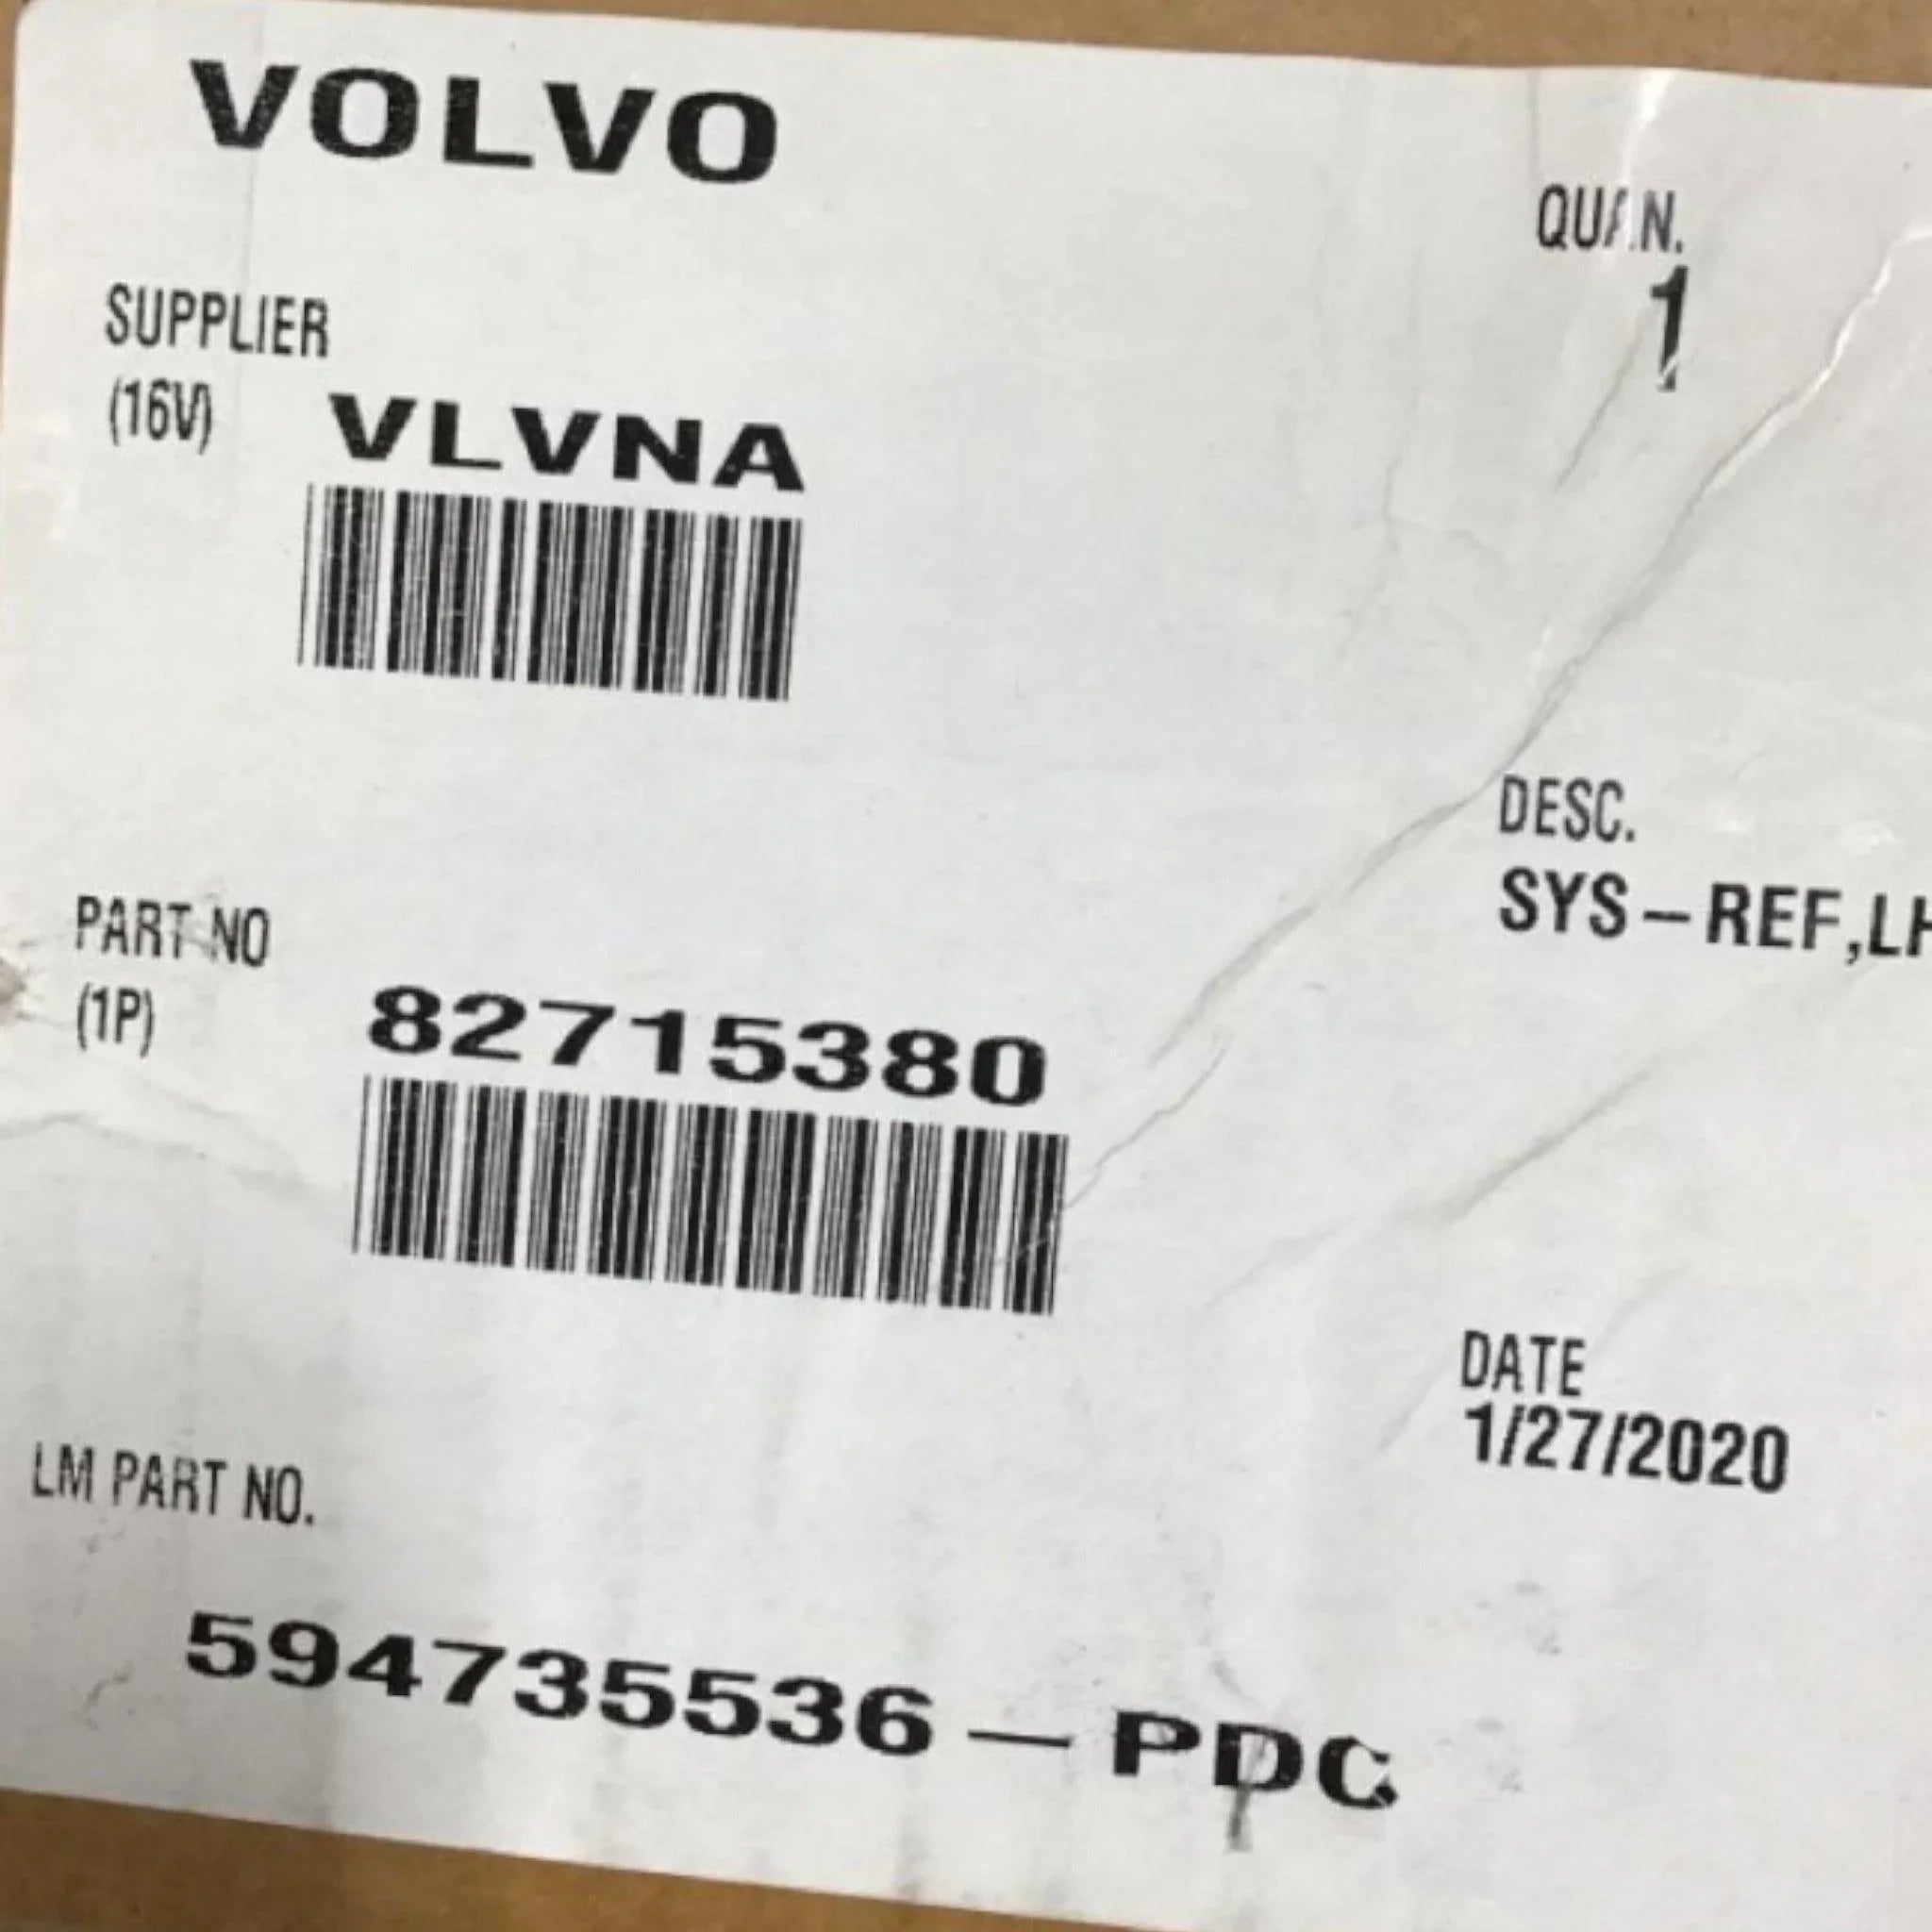 VOLVO
QUAN.
1
SUPPLIER
(16V) VLVNA
DESC.
SYS-REF,LH
PART NO
(1P) 82715380
DATE
1/27/2020
LM PART NO.
594735536-PDC